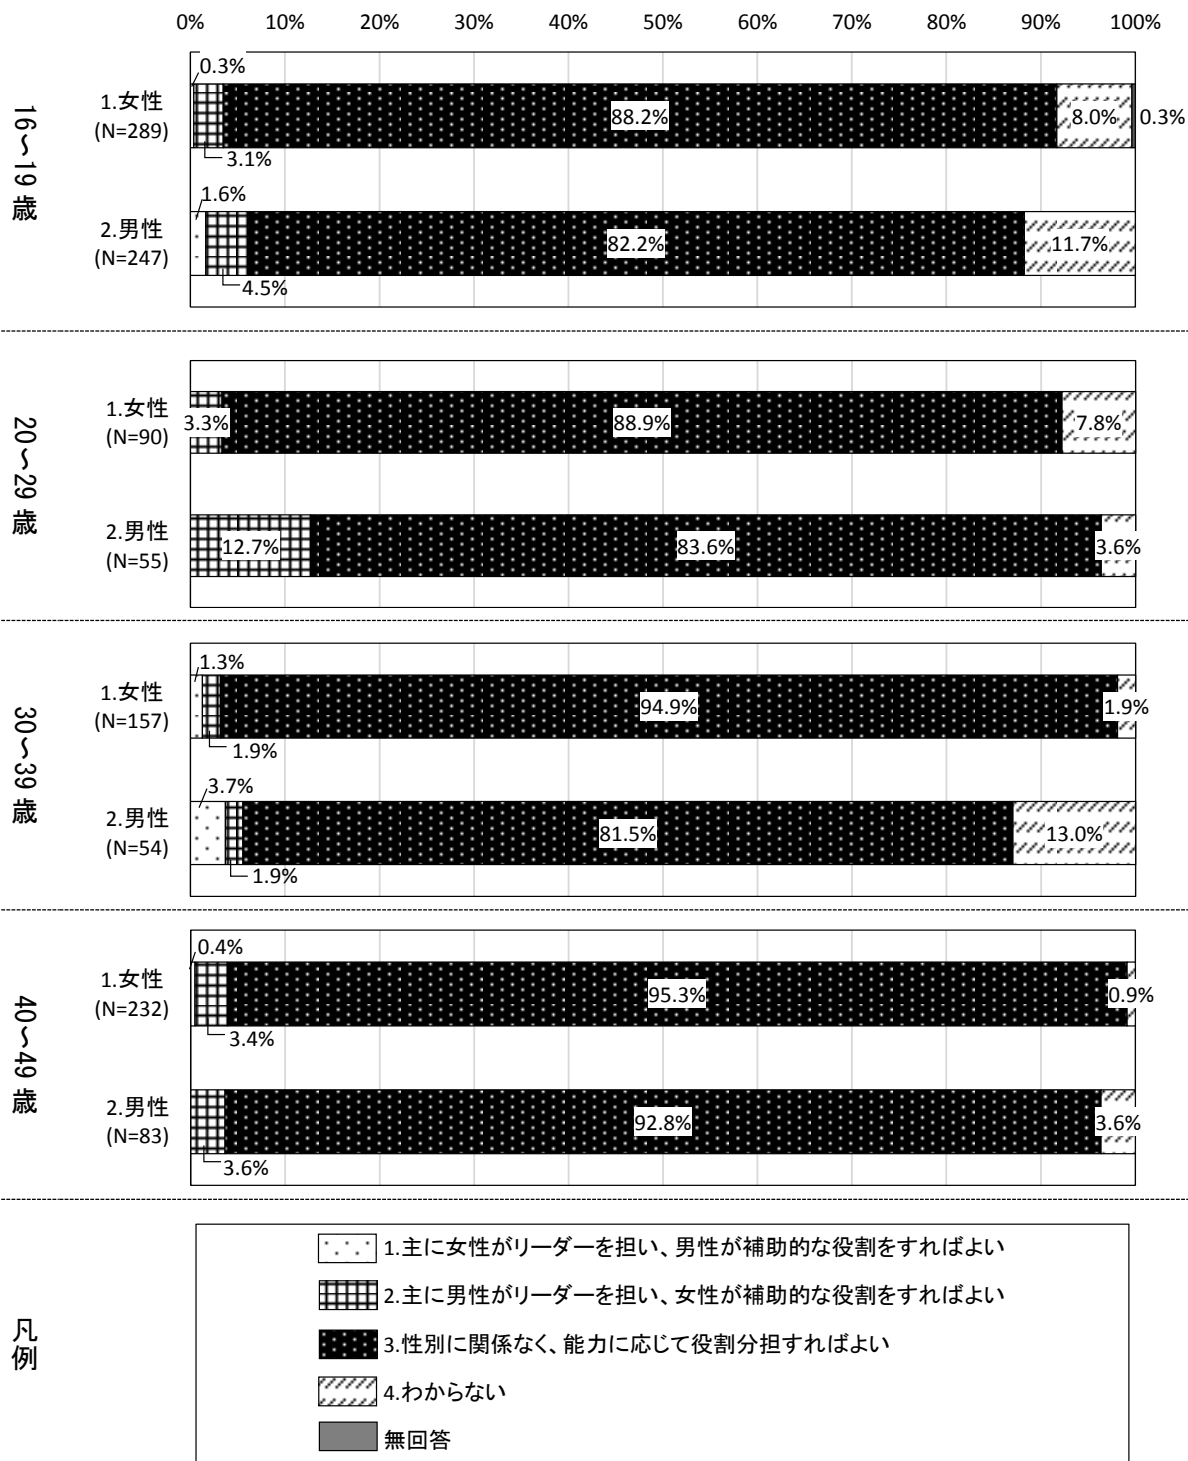 0% 10% 20% 30% 40% 50% 60% 70% 80% 90% 100%
16～19 歳
1.女性
(N=289)
0.3%
3.1%
88.2%
8.0%
0.3%
2.男性
(N=247)
1.6%
4.5%
82.2%
11.7%
20～29 歳
1.女性
(N=90)
3.3%
88.9%
7.8%
2.男性
(N=55)
12.7%
83.6%
3.6%
30～39 歳
1.女性
(N=157)
1.3%
1.9%
94.9%
1.9%
2.男性
(N=54)
3.7%
1.9%
81.5%
13.0%
40～49 歳
1.女性
(N=232)
0.4%
3.4%
95.3%
0.9%
2.男性
(N=83)
3.6%
92.8%
3.6%
凡例
1.主に女性がリーダーを担い、男性が補助的な役割をすればよい
2.主に男性がリーダーを担い、女性が補助的な役割をすればよい
3.性別に関係なく、能力に応じて役割分担すればよい
4.わからない
無回答